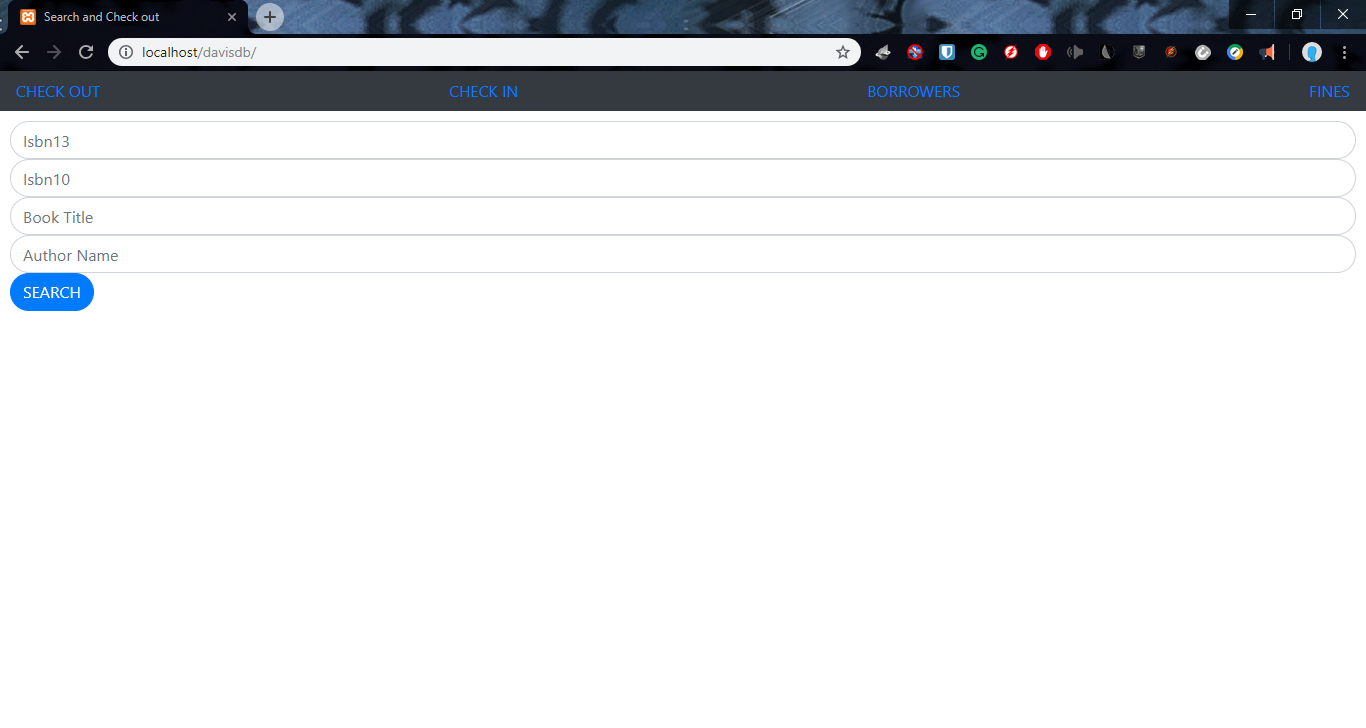 Search and Check out
localhost/davisdb/
CHECK OUT CHECK IN BORROWERS FINES
Isbn13
Isbn10
Book Title
Author Name
SEARCH